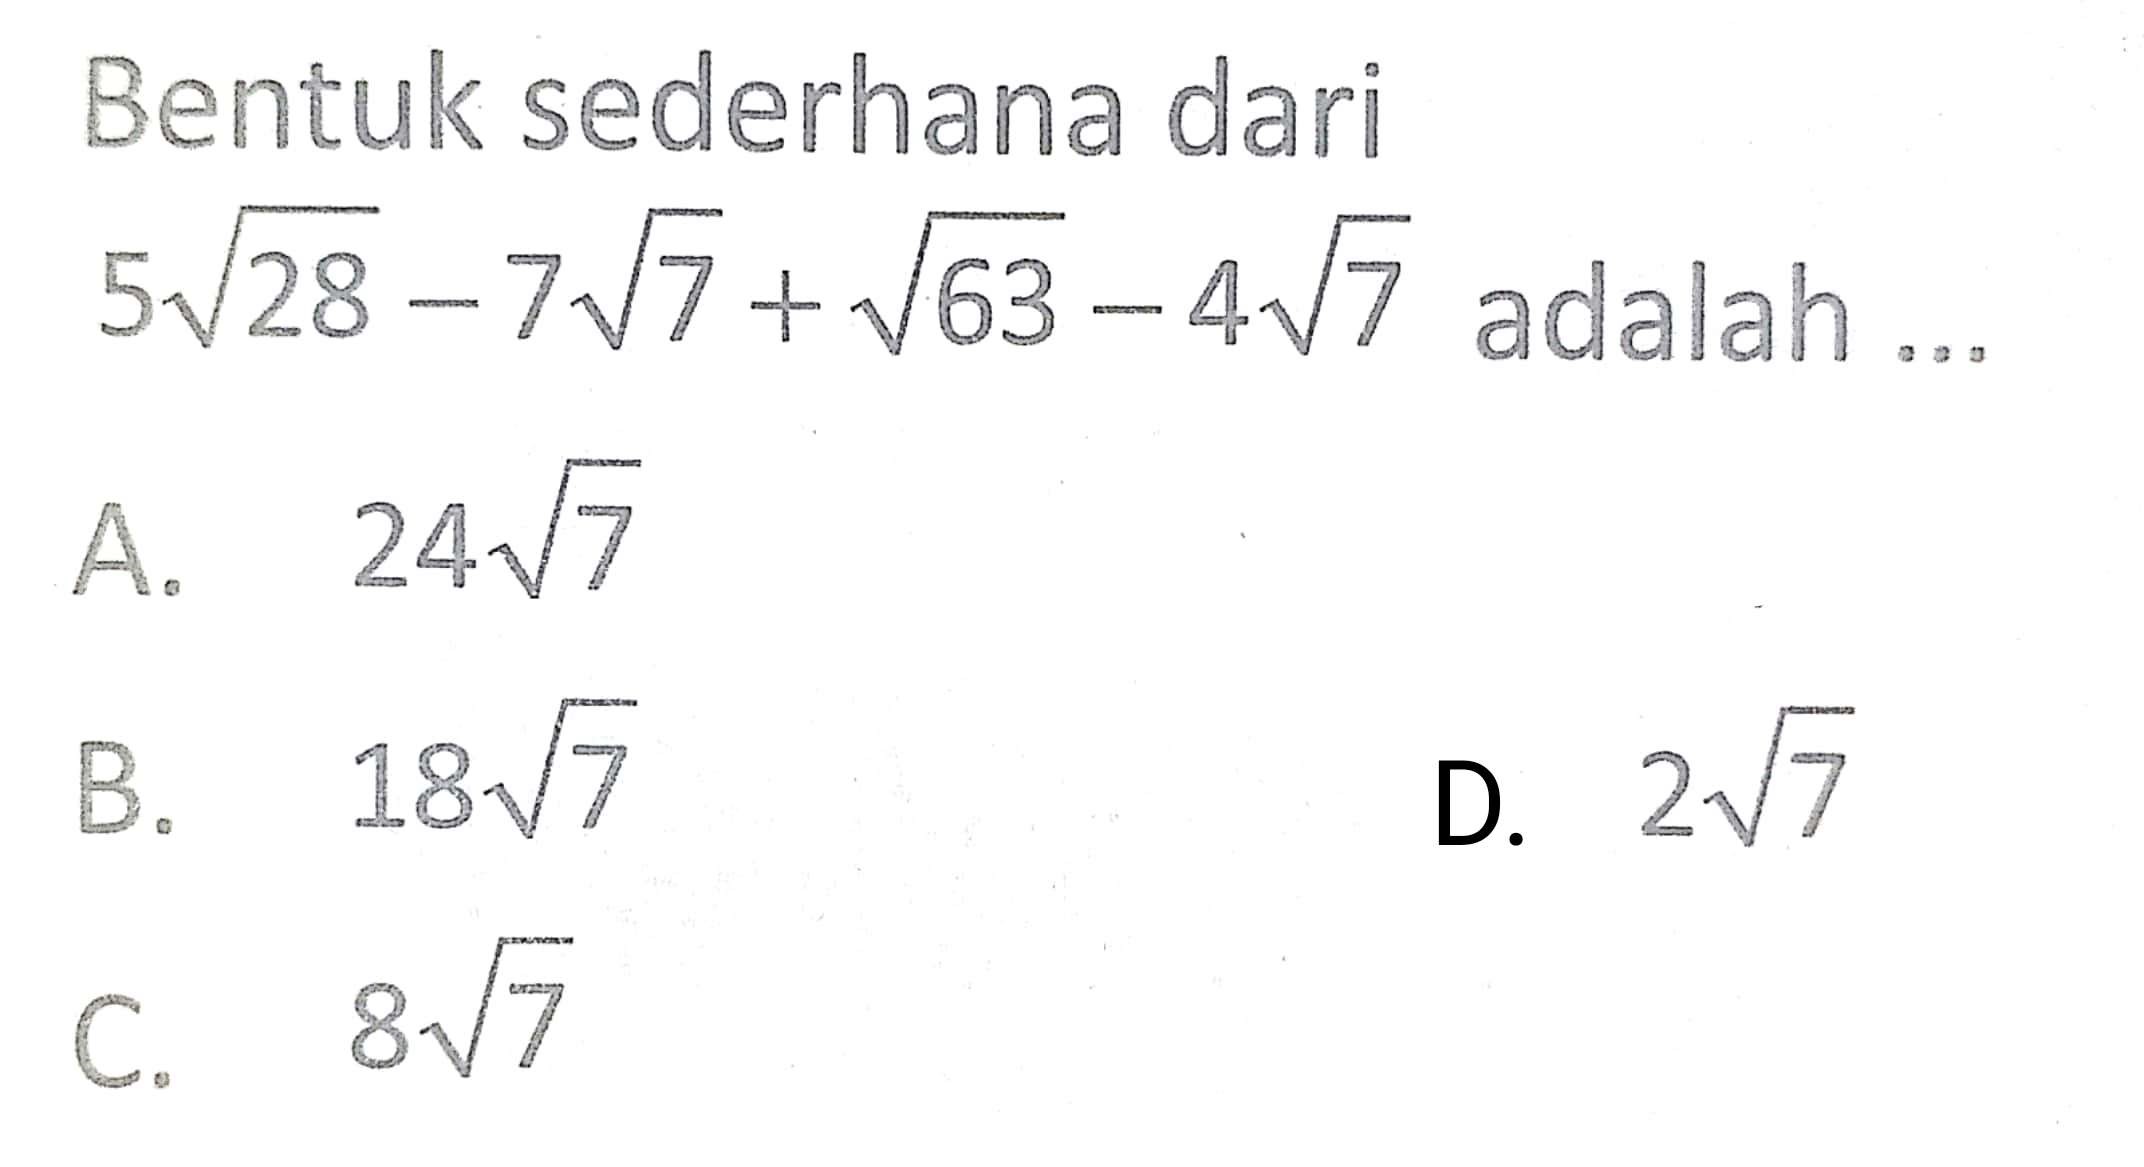 Bentuk sederhana dari
5√28 − 7√7 + √63 − 4√7 adalah ...
A. 24√7
B. 18√7 D. 2√7
C. 8√7